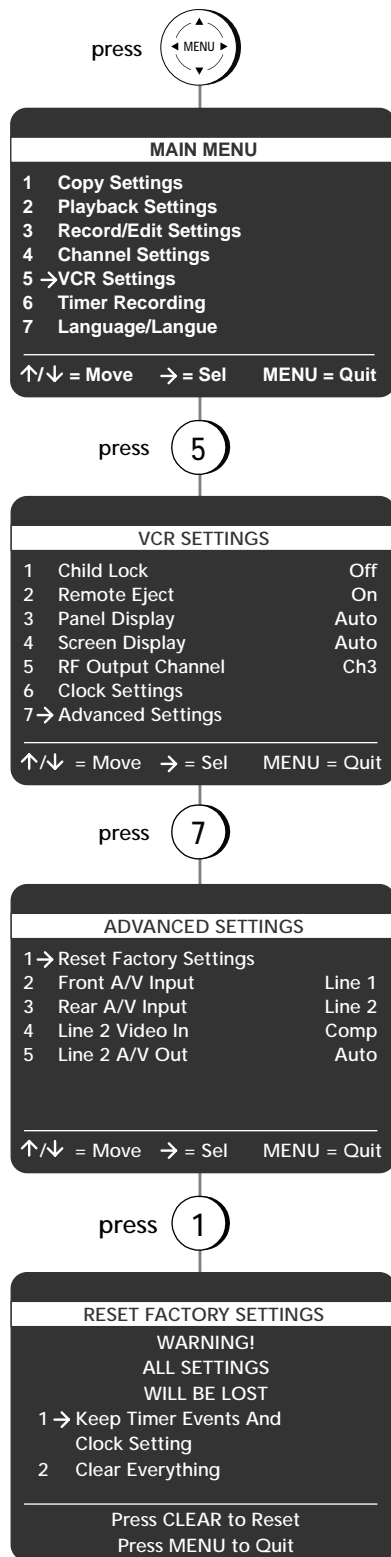 press MENU
MAIN MENU
1 Copy Settings
2 Playback Settings
3 Record/Edit Settings
4 Channel Settings
5 →VCR Settings
6 Timer Recording
7 Language/Langue
↑/↓ = Move → = Sel MENU = Quit
press 5
VCR SETTINGS
1 Child Lock Off
2 Remote Eject On
3 Panel Display Auto
4 Screen Display Auto
5 RF Output Channel Ch3
6 Clock Settings
7→ Advanced Settings
↑/↓ = Move → = Sel MENU = Quit
press 7
ADVANCED SETTINGS
1→ Reset Factory Settings
2 Front A/V Input Line 1
3 Rear A/V Input Line 2
4 Line 2 Video In Comp
5 Line 2 A/V Out Auto
↑/↓ = Move → = Sel MENU = Quit
press 1
RESET FACTORY SETTINGS
WARNING!
ALL SETTINGS
WILL BE LOST
1 → Keep Timer Events And
Clock Setting
2 Clear Everything
Press CLEAR to Reset
Press MENU to Quit